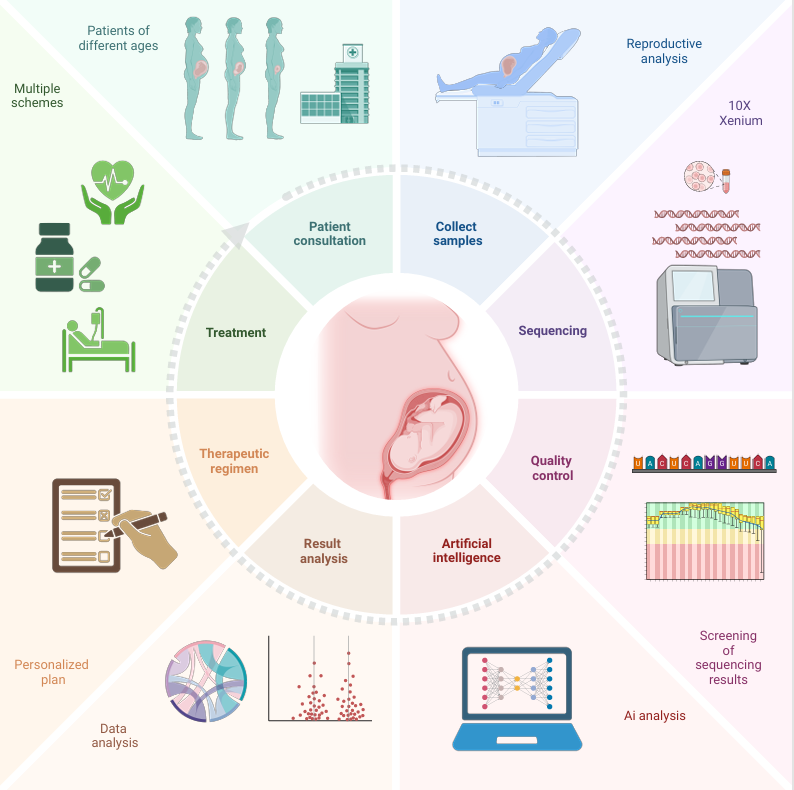 Patients of
different ages
Reproductive
analysis
Multiple
schemes
10X
Xenium
Patient
consultation
Collect
samples
Treatment
Sequencing
Therapeutic
regimen
Quality
control
U A C U C A G G U U C A
Result
analysis
Artificial
intelligence
Personalized
plan
Screening
of
sequencing
results
Data
analysis
Ai analysis